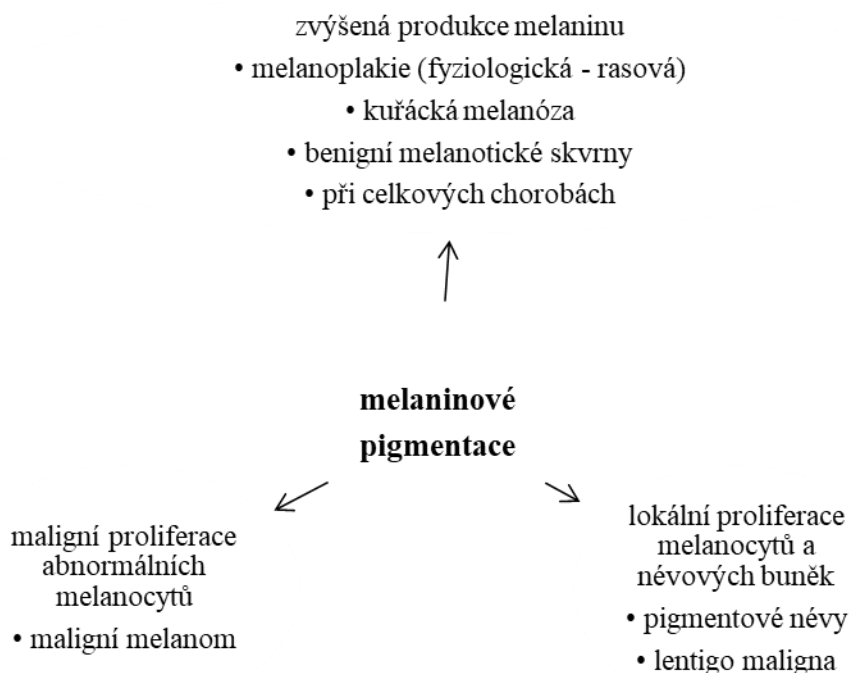 zvýšená produkce melaninu
• melanoplakie (fyziologická - rasová)
• kuřácká melanóza
• benigní melanotické skvrny
• při celkových chorobách
melaninové
pigmentace
maligní proliferace
abnormálních
melanocytů
• maligní melanom
lokální proliferace
melanocytů a
névových buněk
• pigmentové névy
• lentigo maligna